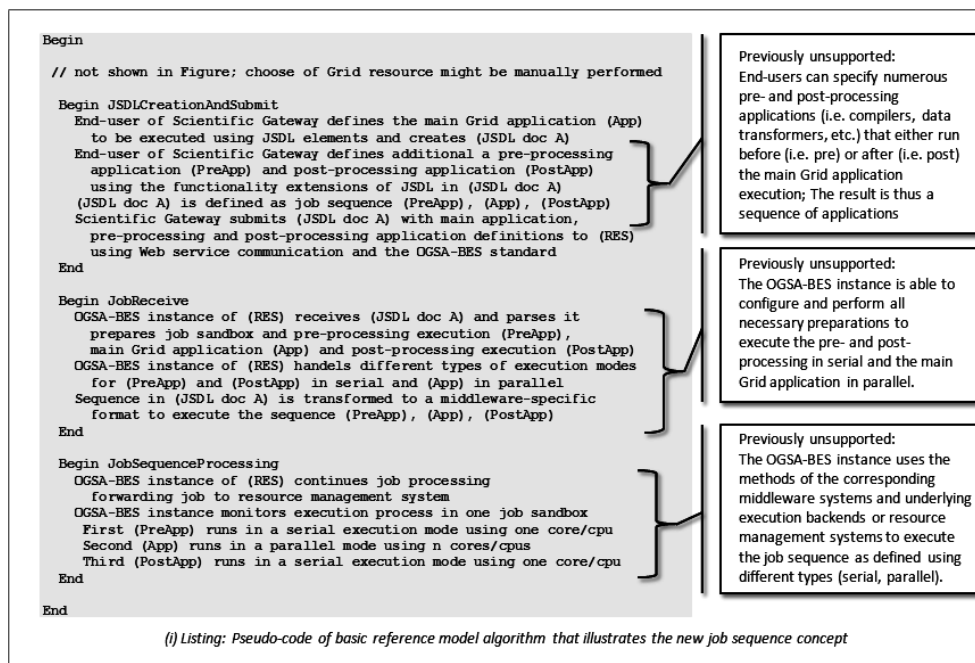 Begin
// not shown in Figure; choose of Grid resource might be manually performed
Begin JSDLCreationAndSubmit
End-user of Scientific Gateway defines the main Grid application (App)
to be executed using JSDL elements and creates (JSDL doc A)
End-user of Scientific Gateway defines additional a pre-processing
application (PreApp) and post-processing application (PostApp)
using the functionality extensions of JSDL in (JSDL doc A)
(JSDL doc A) is defined as job sequence (PreApp), (App), (PostApp)
Scientific Gateway submits (JSDL doc A) with main application,
pre-processing and post-processing application definitions to (RES)
using Web service communication and the OGSA-BES standard
End
Begin JobReceive
OGSA-BES instance of (RES) receives (JSDL doc A) and parses it
prepares job sandbox and pre-processing execution (PreApp),
main Grid application (App) and post-processing execution (PostApp)
OGSA-BES instance of (RES) handels different types of execution modes
for (PreApp) and (PostApp) in serial and (App) in parallel
Sequence in (JSDL doc A) is transformed to a middleware-specific
format to execute the sequence (PreApp), (App), (PostApp)
End
Begin JobSequenceProcessing
OGSA-BES instance of (RES) continues job processing
forwarding job to resource management system
OGSA-BES instance monitors execution process in one job sandbox
First (PreApp) runs in a serial execution mode using one core/cpu
Second (App) runs in a parallel mode using n cores/cpus
Third (PostApp) runs in a serial execution mode using one core/cpu
End
End
Previously unsupported:
End-users can specify numerous
pre- and post-processing
applications (i.e. compilers, data
transformers, etc.) that either run
before (i.e. pre) or after (i.e. post)
the main Grid application
execution; The result is thus a
sequence of applications
Previously unsupported:
The OGSA-BES instance is able to
configure and perform all
necessary preparations to
execute the pre- and post-
processing in serial and the main
Grid application in parallel.
Previously unsupported:
The OGSA-BES instance uses the
methods of the corresponding
middleware systems and underlying
execution backends or resource
management systems to execute
the job sequence as defined using
different types (serial, parallel).
(i) Listing: Pseudo-code of basic reference model algorithm that illustrates the new job sequence concept